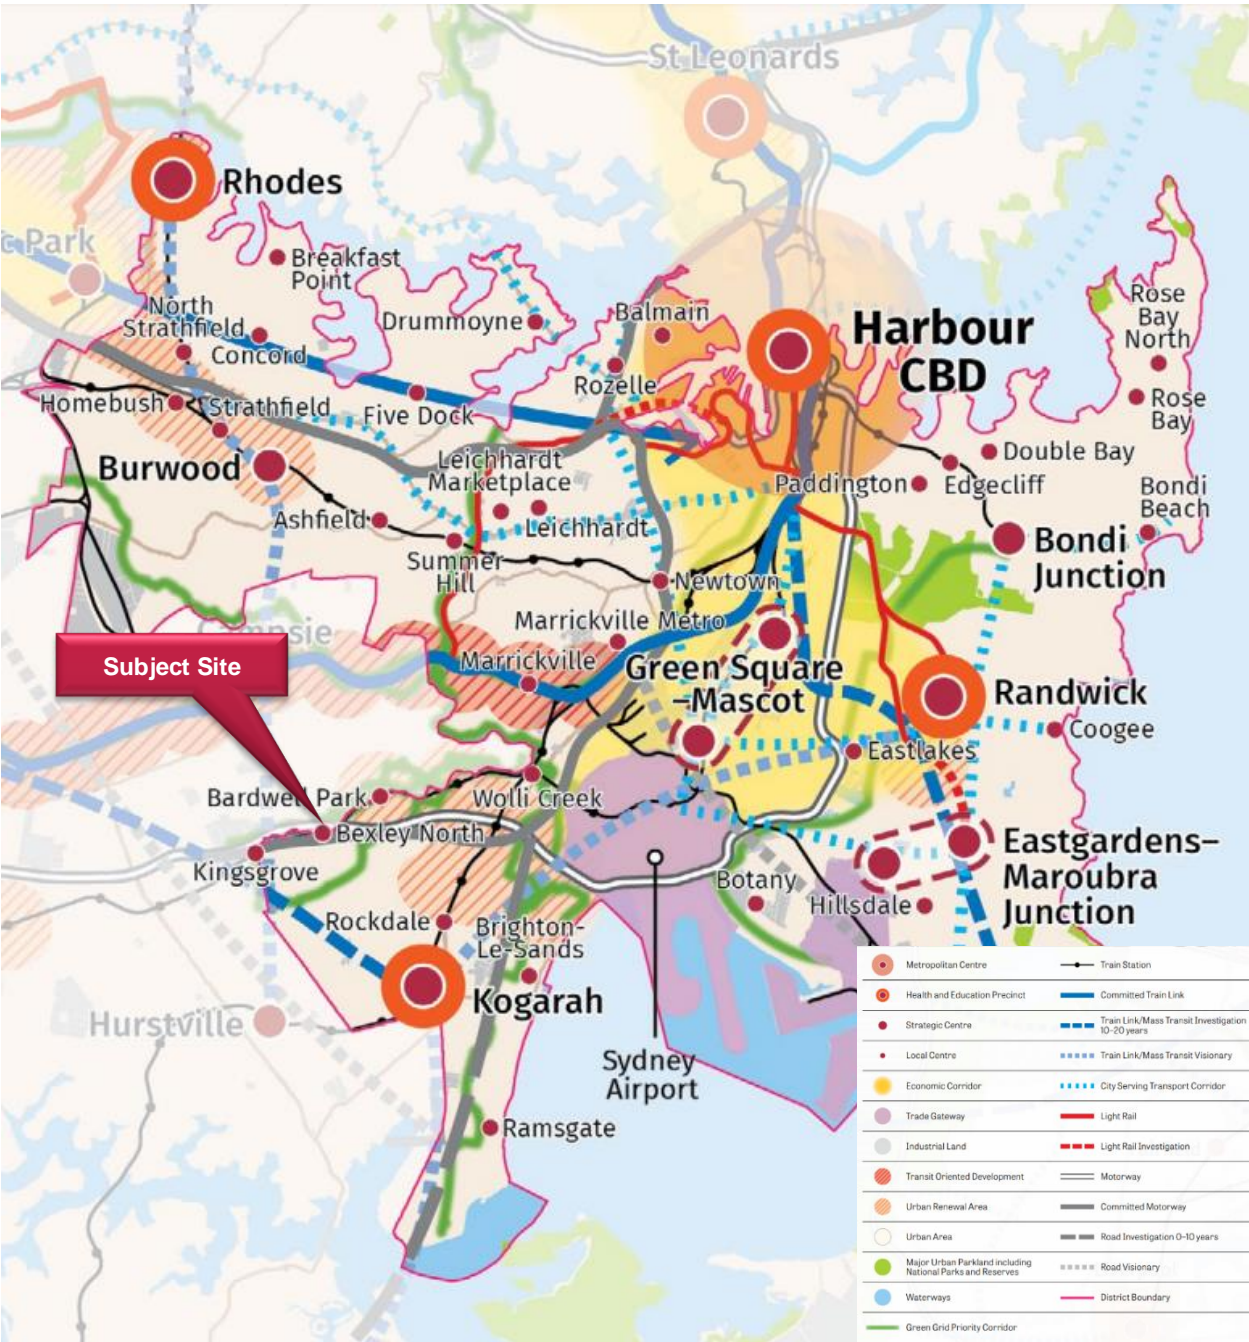 St Leonards
Rhodes
c Park
Breakfast
Point
North
Strathfield
Concord
Drummoyne
Balmain
Harbour
CBD
Rose
Bay
North
Rozelle
Homebush
Strathfield
Five Dock
Rose
Bay
Burwood
Leichhardt
Marketplace
Double Bay
Paddington
Edgecliff
Bondi
Beach
Ashfield
Leichhardt
Summer
Hill
Bondi
Junction
Newtown
Campsie
Marrickville Metro
Subject Site
Marrickville
Green Square
–Mascot
Randwick
Coogee
Eastlakes
Bardwell Park
Wolli Creek
Bexley North
Kingsgrove
Eastgardens–
Maroubra
Junction
Botany
Hillsdale
Rockdale
Brighton-
Le-Sands
Kogarah
Hurstville
Sydney
Airport
Ramsgate
Metropolitan Centre
Train Station
Health and Education Precinct
Committed Train Link
Strategic Centre
Train Link/Mass Transit Investigation
10–20 years
Local Centre
Train Link/Mass Transit Visionary
Economic Corridor
City Serving Transport Corridor
Trade Gateway
Light Rail
Industrial Land
Light Rail Investigation
Transit Oriented Development
Motorway
Urban Renewal Area
Committed Motorway
Urban Area
Road Investigation 0–10 years
Major Urban Parkland including
National Parks and Reserves
Road Visionary
Waterways
District Boundary
Green Grid Priority Corridor